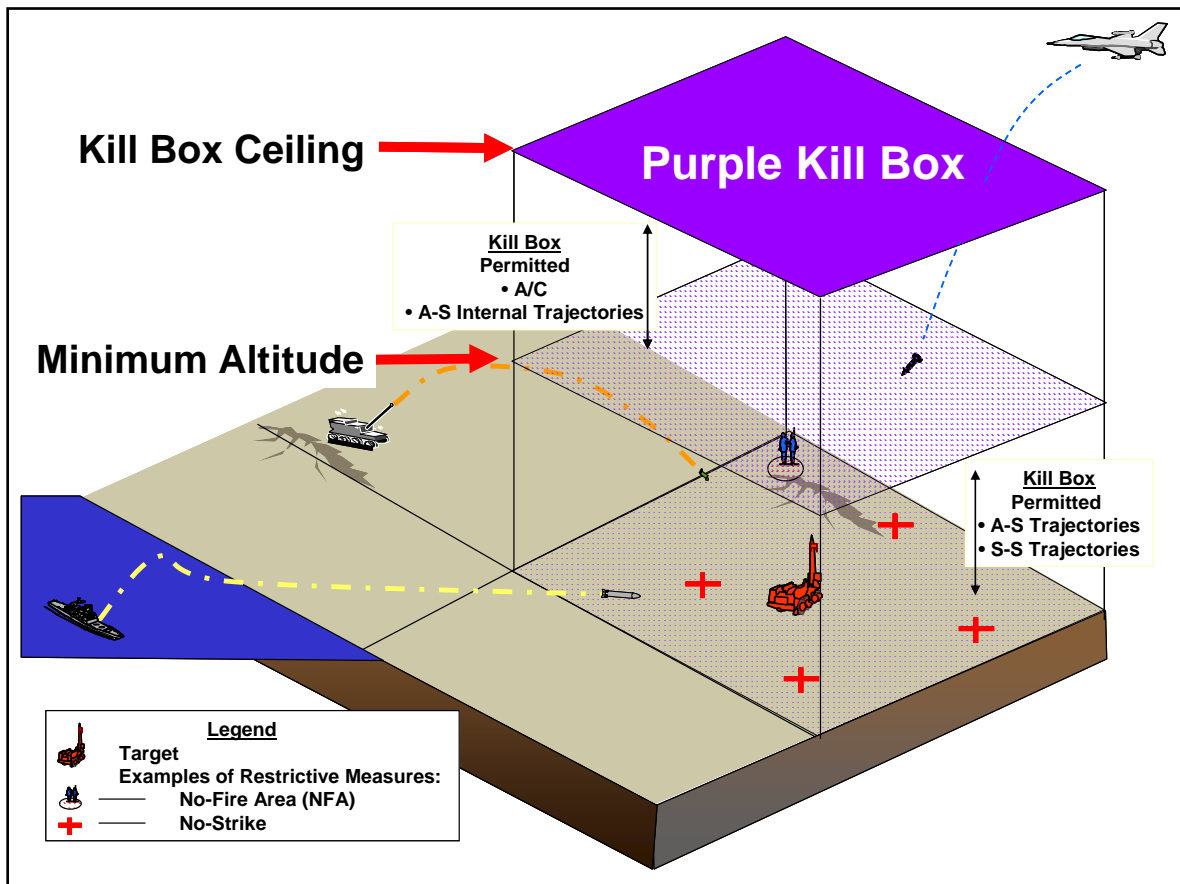 Kill Box Ceiling
Purple Kill Box
Kill Box
Permitted
• A/C
• A-S Internal Trajectories
Minimum Altitude
Kill Box
Permitted
• A-S Trajectories
• S-S Trajectories
Legend
Target
Examples of Restrictive Measures:
No-Fire Area (NFA)
No-Strike